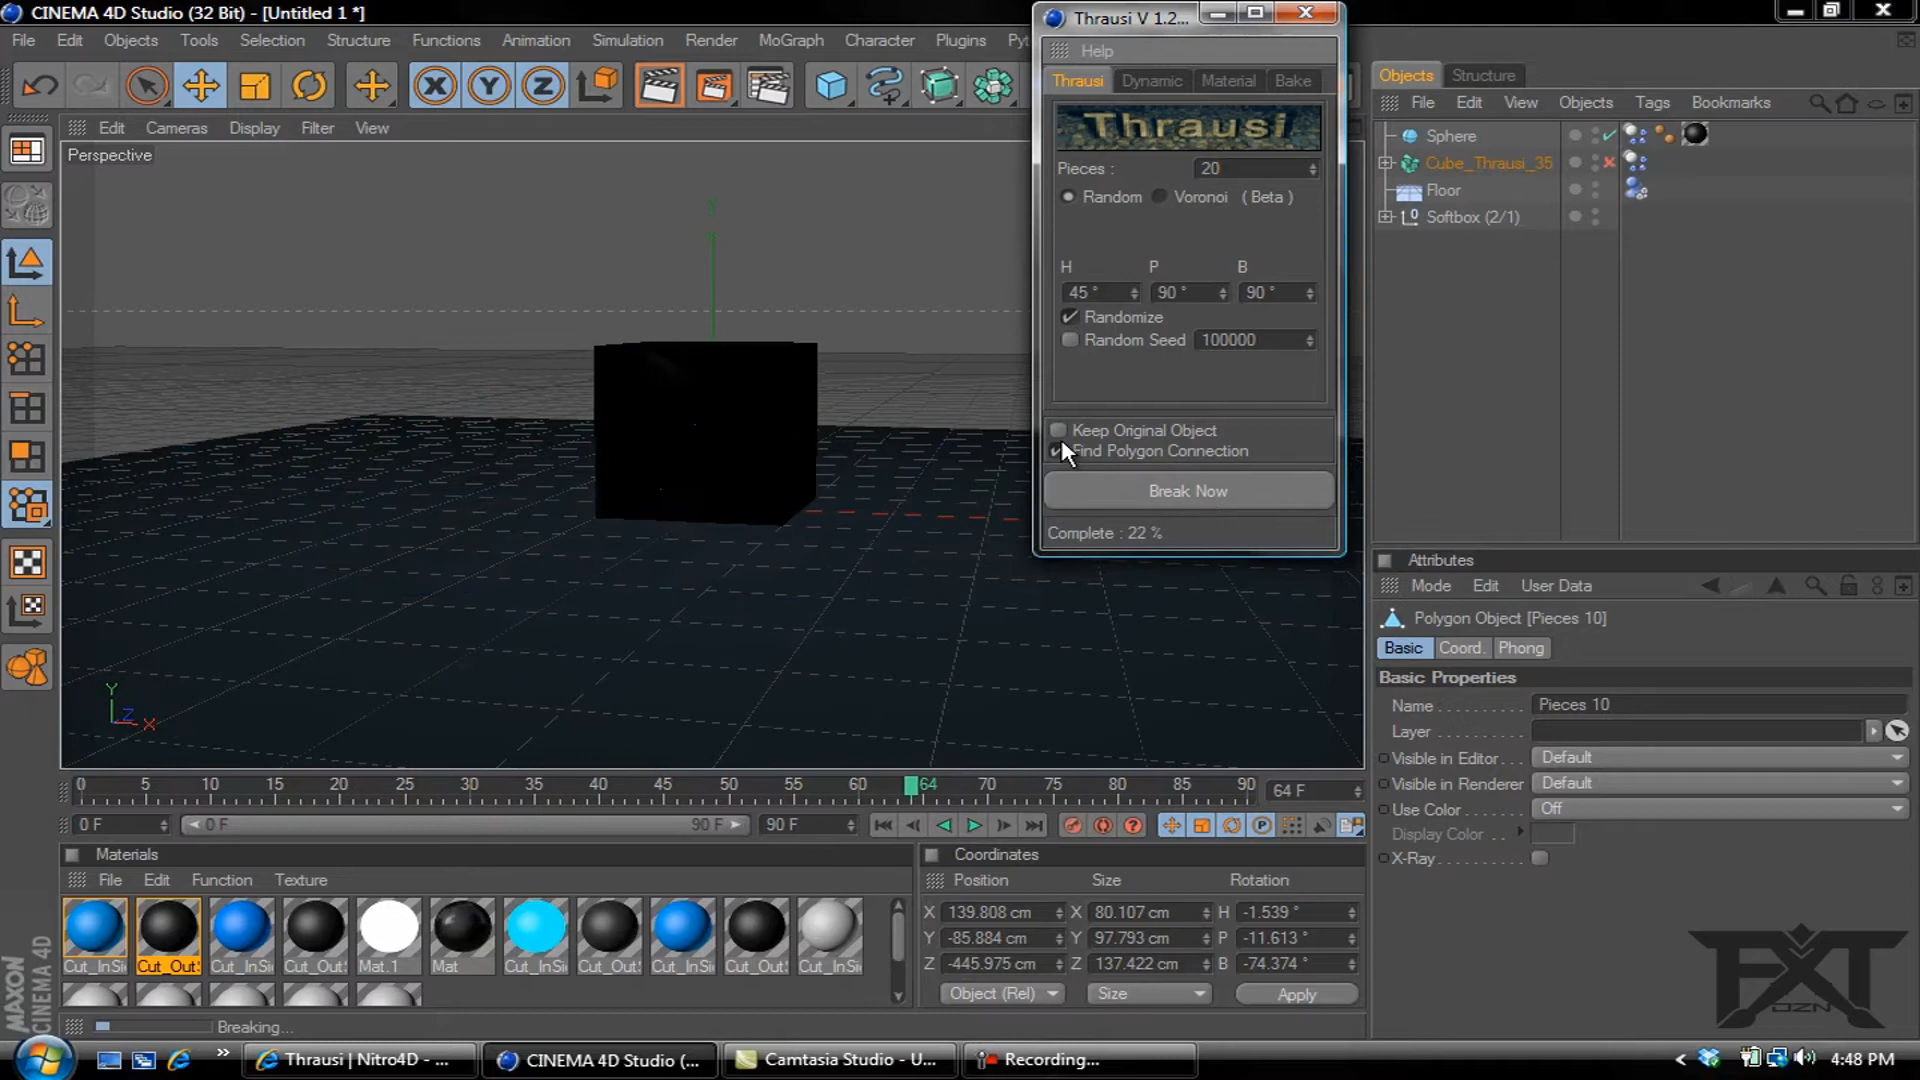 CINEMA 4D Studio (32 Bit) - [Untitled 1 *]
File Edit Objects Tools Selection Structure Functions Animation Simulation Render MoGraph Character Plugins Pyt
Edit Cameras Display Filter View
Perspective
Y
Y
Z
X
X Y Z
Thrausi V 1.2...
Help
Thrausi Dynamic Material Bake
Thrausi
Pieces : 20
Random Voronoi ( Beta )
H P B
45 ° 90 ° 90 °
Randomize
Random Seed 100000
Keep Original Object
Find Polygon Connection
Break Now
Complete : 22 %
Objects Structure
File Edit View Objects Tags Bookmarks
Sphere
Cube_Thrausi_35
Floor
Softbox (2/1)
Attributes
Mode Edit User Data
Polygon Object [Pieces 10]
Basic Coord. Phong
Basic Properties
Name . . . . . . . . . . Pieces 10
Layer . . . . . . . . . .
Visible in Editor . . . Default
Visible in Renderer Default
Use Color . . . . . . Off
Display Color . .
X-Ray . . . . . . . . .
0 5 10 15 20 25 30 35 40 45 50 55 60 64 70 75 80 85 90 64 F
0 F 0 F 90 F 90 F
Materials
File Edit Function Texture
Cut_InSi Cut_OutS Cut_InSi Cut_OutS Mat.1 Mat Cut_InSi Cut_OutS Cut_InSi Cut_OutS Cut_InSi
Coordinates
Position Size Rotation
X 139.808 cm X 80.107 cm H -1.539 °
Y -85.884 cm Y 97.793 cm P -11.613 °
Z -445.975 cm Z 137.422 cm B -74.374 °
Object (Rel) Size Apply
MAXON
CINEMA 4D
Breaking...
FXT
DZN
Thrausi | Nitro4D - ... CINEMA 4D Studio (... Camtasia Studio - U... Recording... 4:48 PM